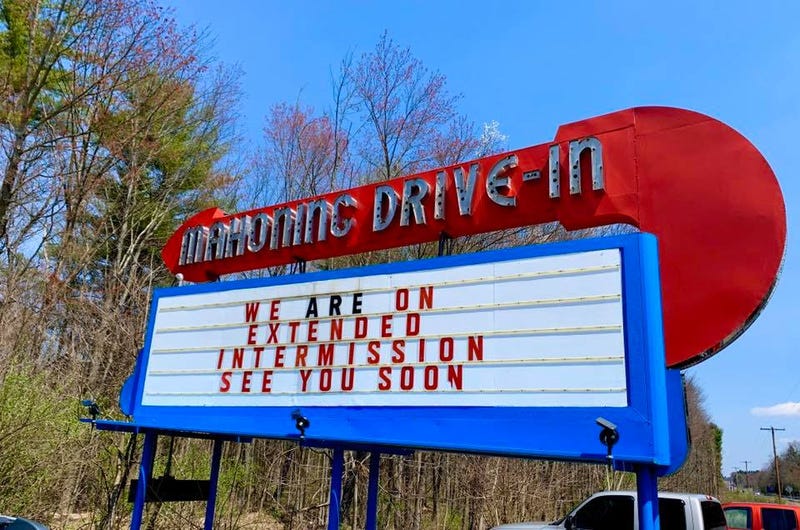 MAHONING DRIVE-IN
WE ARE ON
EXTENDED
INTERMISSION
SEE YOU SOON